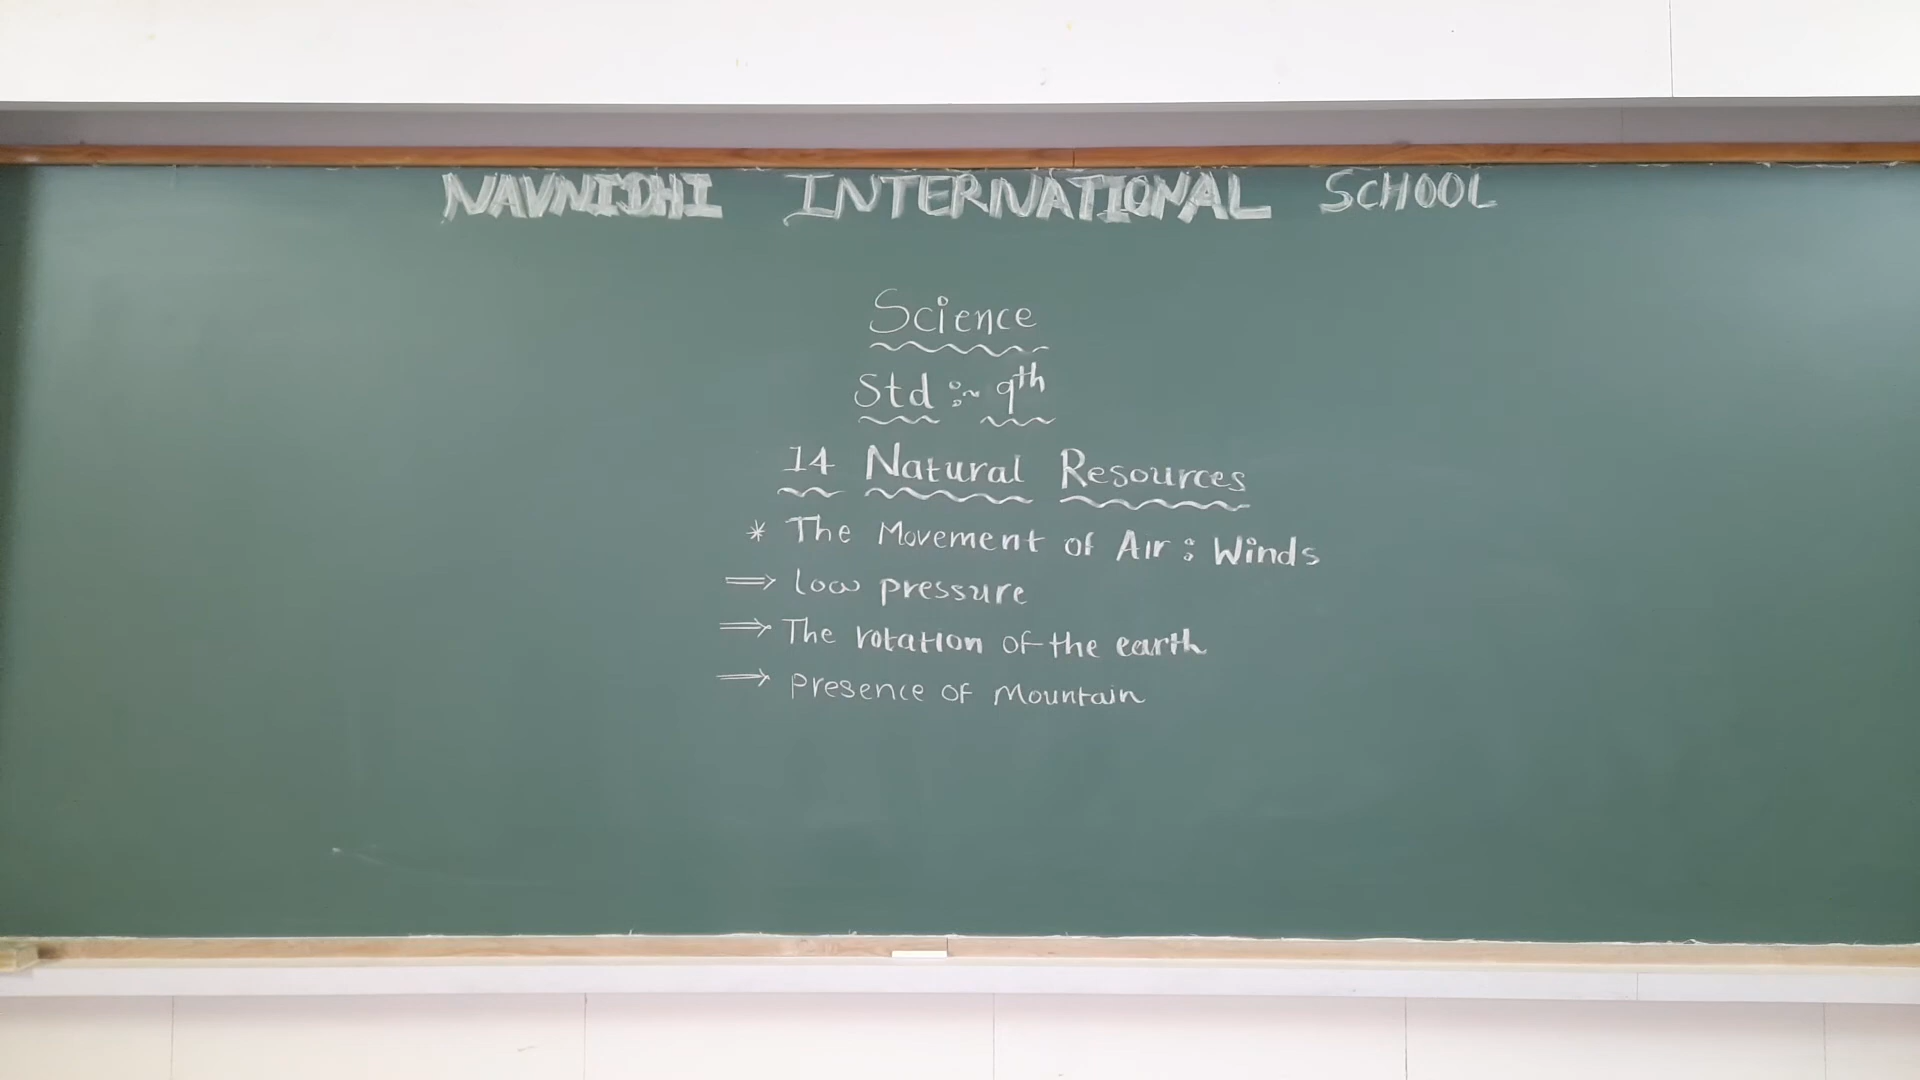 NAVNIDHI INTERNATIONAL SCHOOL
Science
Std :~ 9th
14 Natural Resources
* The Movement of Air : Winds
⇒ low pressure
⇒ The rotation of the earth
⇒ presence of Mountain